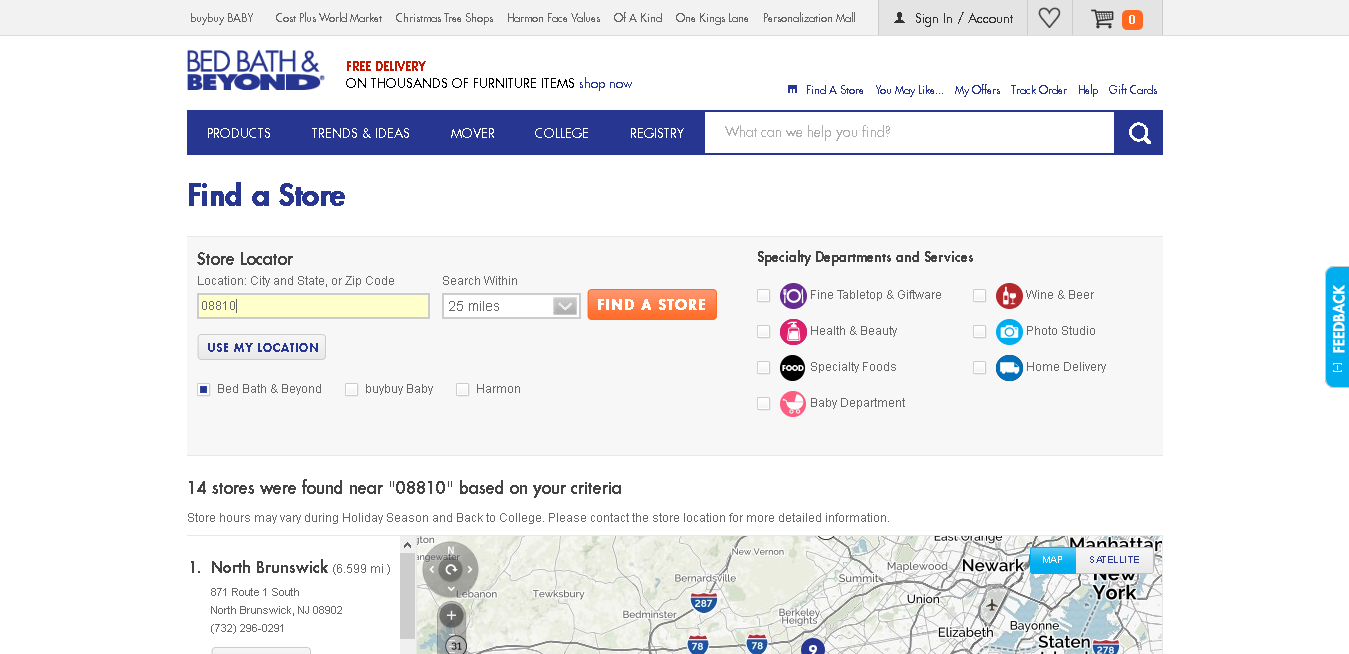 buybuy BABY Cost Plus World Market Christmas Tree Shops Harmon Face Values Of A Kind One Kings Lane Personalization Mall Sign In / Account 0
BED BATH &
BEYOND
FREE DELIVERY
ON THOUSANDS OF FURNITURE ITEMS shop now
Find A Store You May Like... My Offers Track Order Help Gift Cards
PRODUCTS TRENDS & IDEAS MOVER COLLEGE REGISTRY What can we help you find?
Find a Store
Store Locator
Location: City and State, or Zip Code Search Within
08810 25 miles FIND A STORE
USE MY LOCATION
Bed Bath & Beyond buybuy Baby Harmon
Specialty Departments and Services
Fine Tabletop & Giftware Wine & Beer
Health & Beauty Photo Studio
FOOD Specialty Foods Home Delivery
Baby Department
[-] FEEDBACK
14 stores were found near "08810" based on your criteria
Store hours may vary during Holiday Season and Back to College. Please contact the store location for more detailed information.
1. North Brunswick (6.599 mi )
871 Route 1 South
North Brunswick, NJ 08902
(732) 296-0291
East Orange
Manhattan
New Vernon
MAP SATELLITE
N
Maplewood Newark
Bernardsville Summit
New
York
Lebanon Tewksbury
287
Union
Bedminster
Berkeley
Heights
+
Bayonne
Elizabeth
31
78
78
9
Staten
278